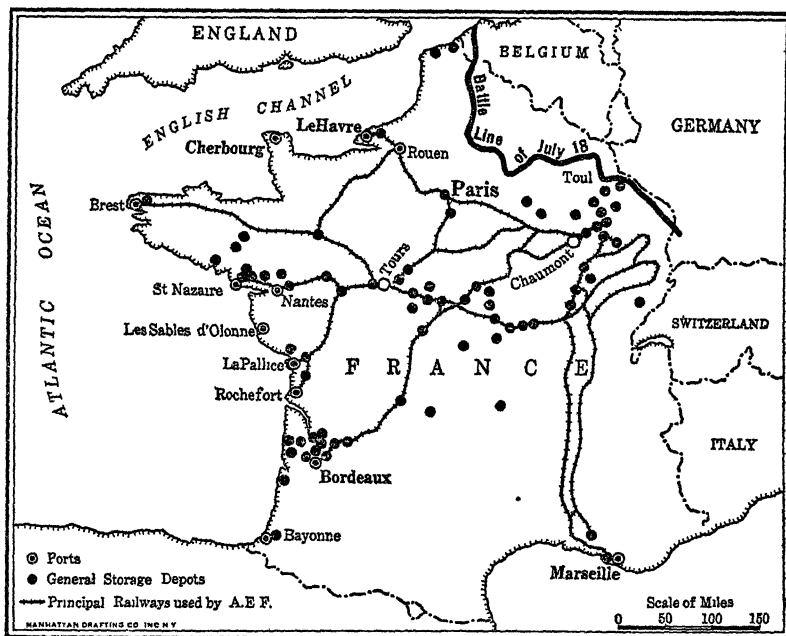 ENGLAND
BELGIUM
ENGLISH CHANNEL
Battle Line of July 18
GERMANY
LeHavre
Cherbourg
Rouen
Toul
Paris
Brest
ATLANTIC OCEAN
Tours
Chaumont
St Nazaire
Nantes
SWITZERLAND
Les Sables d'Olonne
LaPallice
FRANCE
Rochefort
ITALY
Bordeaux
Bayonne
Marseille
Ports
General Storage Depots
Principal Railways used by A.E.F.
Scale of Miles
0 50 100 150
MANHATTAN DRAFTING CO INC N Y